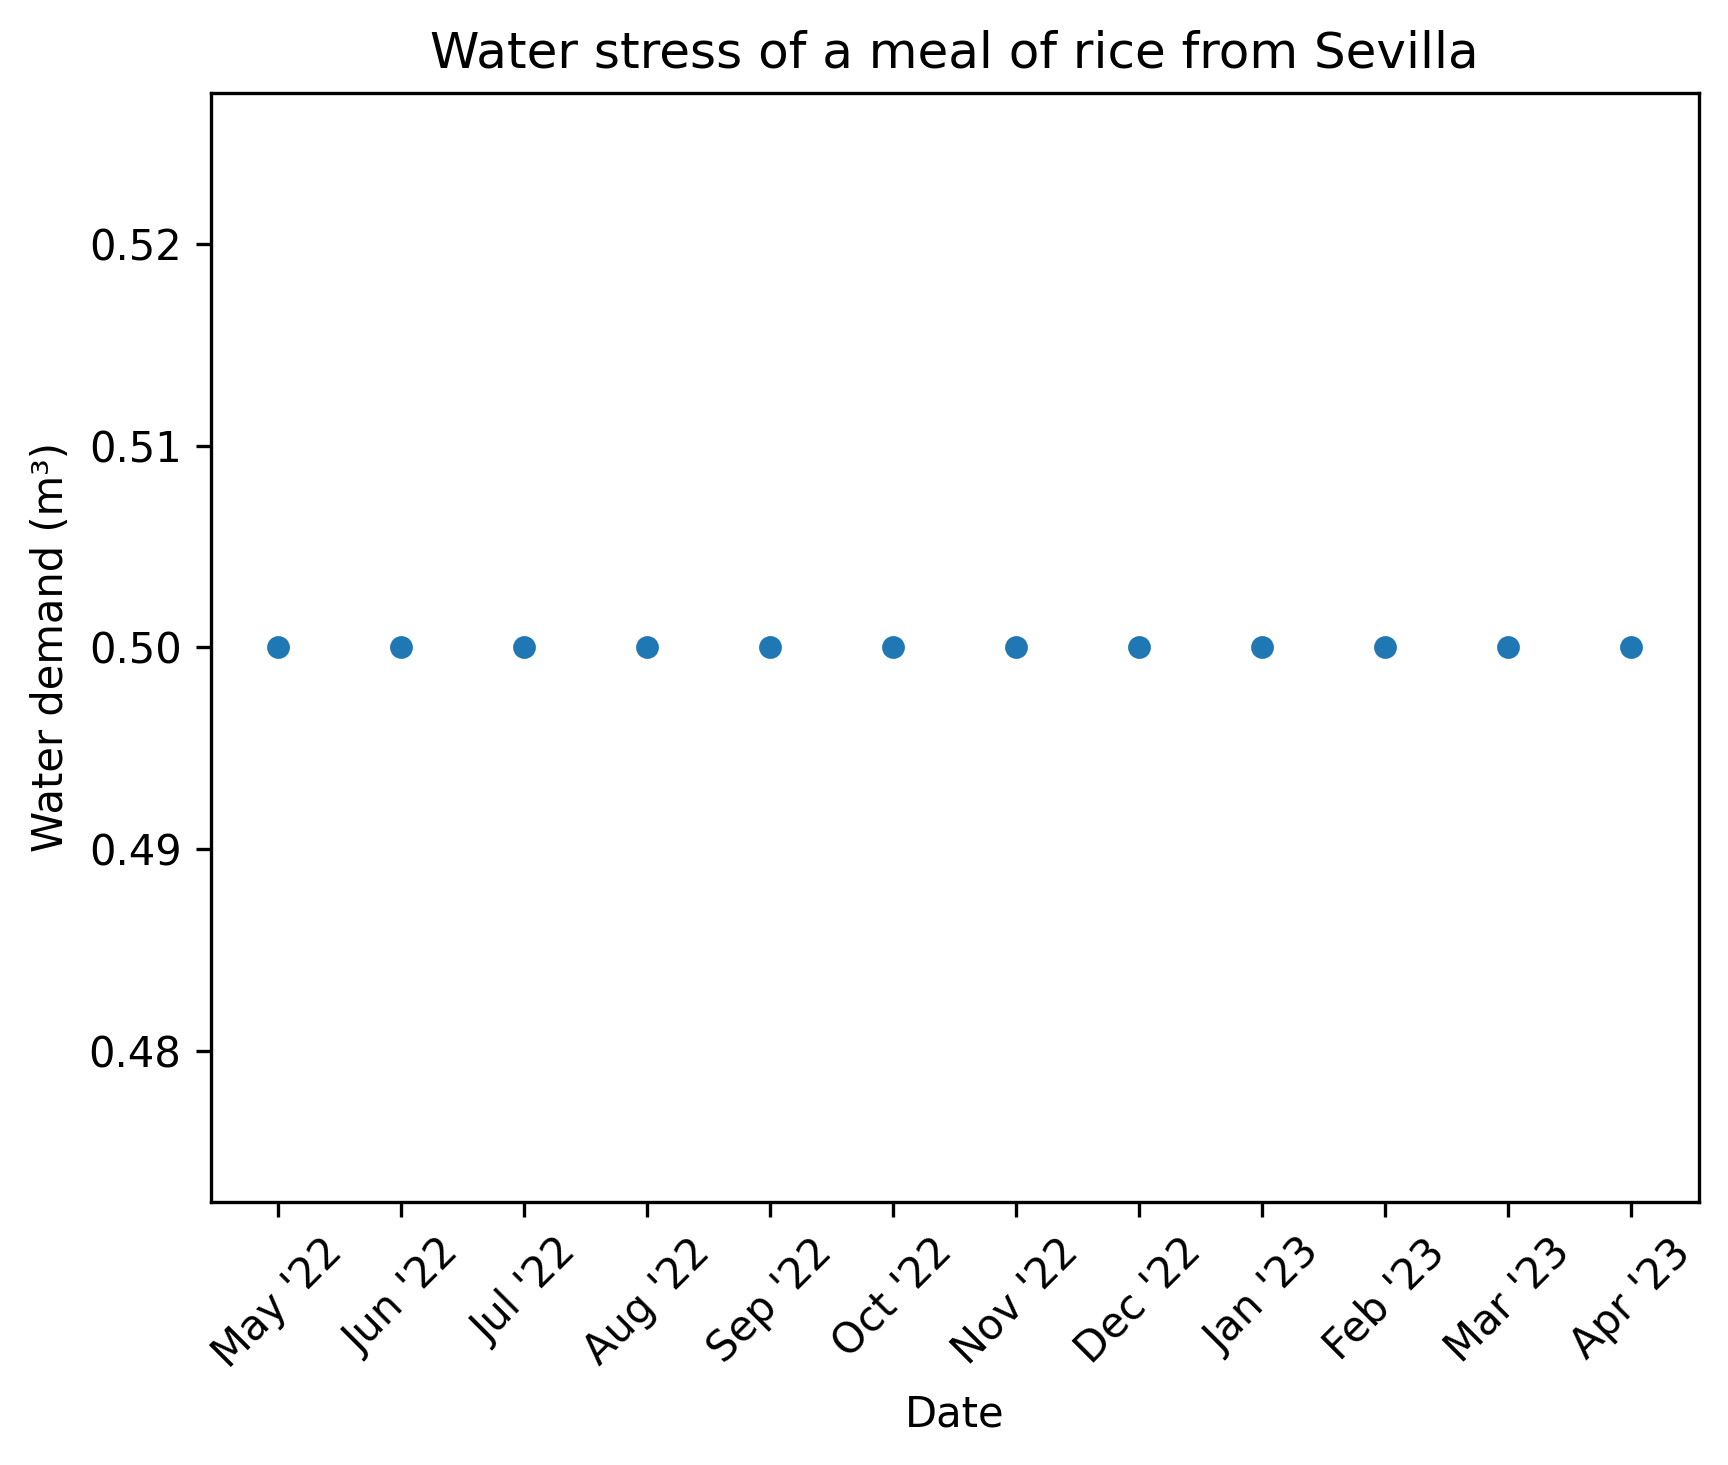 Water stress of a meal of rice from Sevilla
Water demand (m³)
0.52
0.51
0.50
0.49
0.48
May '22
Jun '22
Jul '22
Aug '22
Sep '22
Oct '22
Nov '22
Dec '22
Jan '23
Feb '23
Mar '23
Apr '23
Date